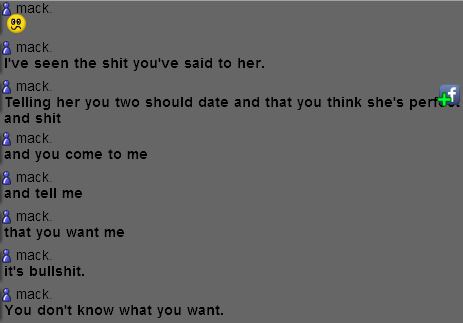 mack.
mack.
I've seen the shit you've said to her.
mack.
Telling her you two should date and that you think she's perfect
and shit
mack.
and you come to me
mack.
and tell me
mack.
that you want me
mack.
it's bullshit.
mack.
You don't know what you want.